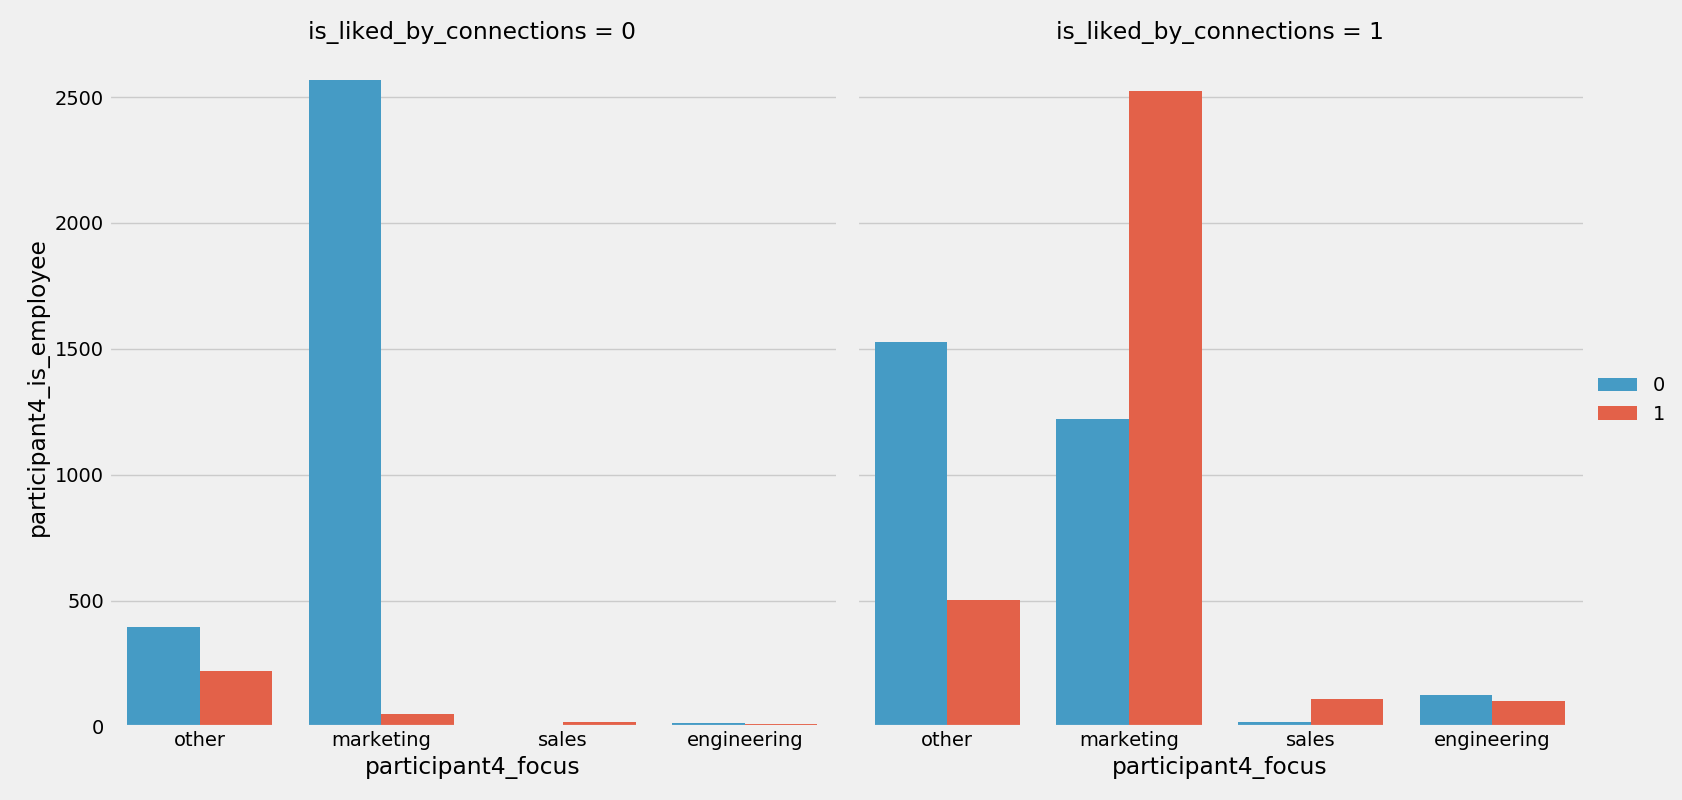 is_liked_by_connections = 0
is_liked_by_connections = 1
participant4_is_employee
2500
2000
1500
1000
500
0
other
marketing
sales
engineering
participant4_focus
other
marketing
sales
engineering
participant4_focus
0
1